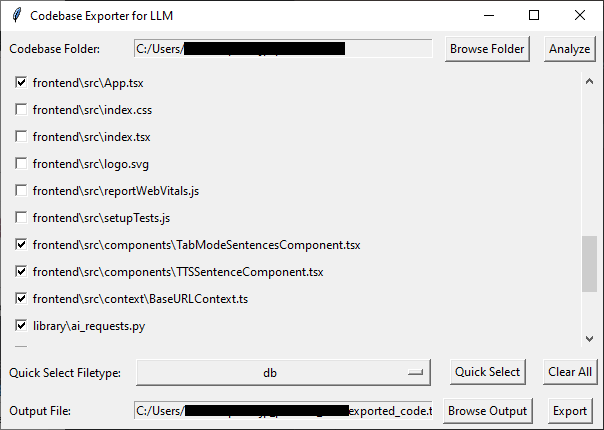 Codebase Exporter for LLM
Codebase Folder: C:/Users/ Browse Folder Analyze
frontend\src\App.tsx
frontend\src\index.css
frontend\src\index.tsx
frontend\src\logo.svg
frontend\src\reportWebVitals.js
frontend\src\setupTests.js
frontend\src\components\TabModeSentencesComponent.tsx
frontend\src\components\TTSSentenceComponent.tsx
frontend\src\context\BaseURLContext.ts
library\ai_requests.py
Quick Select Filetype: db Quick Select Clear All
Output File: C:/Users/ exported_code.t Browse Output Export